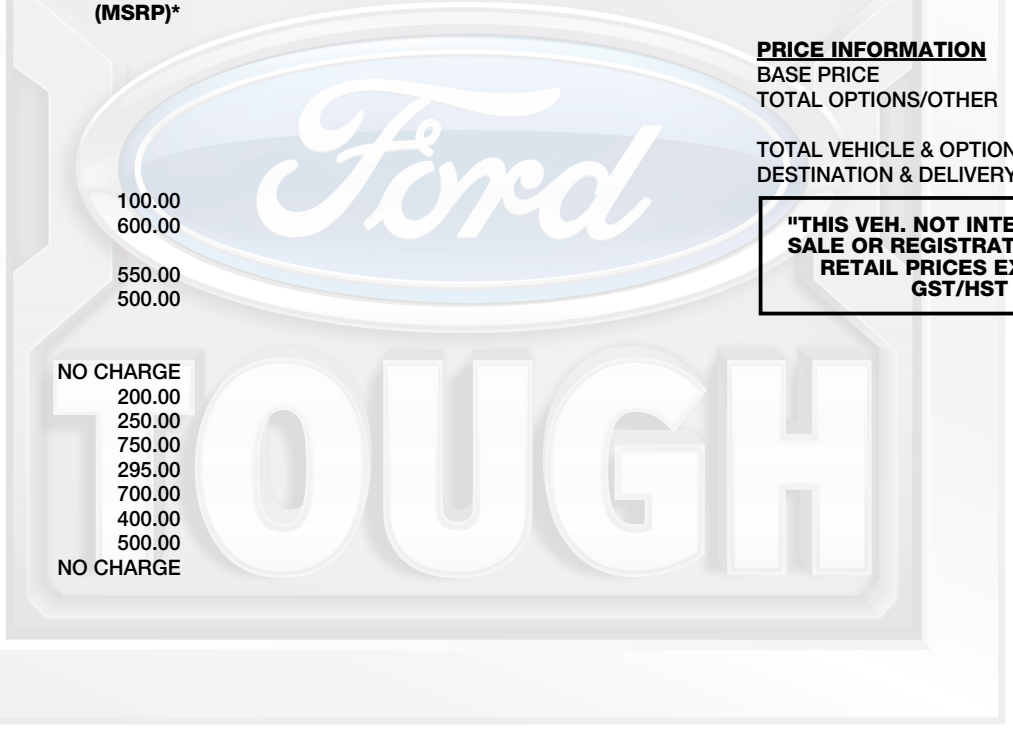 (MSRP)*
100.00
600.00
550.00
500.00
NO CHARGE
200.00
250.00
750.00
295.00
700.00
400.00
500.00
NO CHARGE
PRICE INFORMATION
BASE PRICE
TOTAL OPTIONS/OTHER
TOTAL VEHICLE & OPTION
DESTINATION & DELIVERY
"THIS VEH. NOT INTE
SALE OR REGISTRAT
RETAIL PRICES EX
GST/HST
Ford
TOUGH